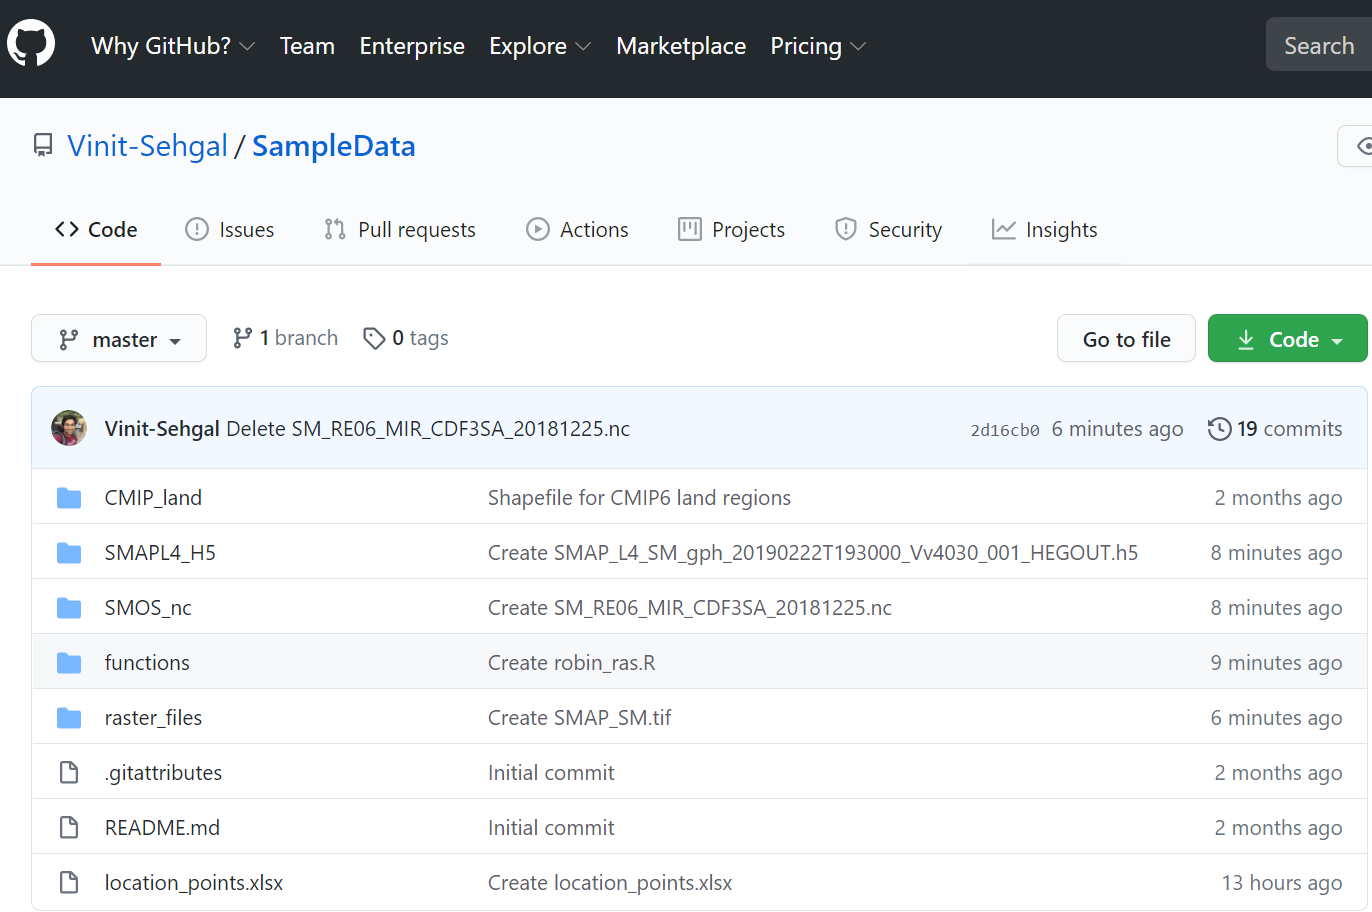 Why GitHub? Team Enterprise Explore Marketplace Pricing Search
Vinit-Sehgal / SampleData
Code Issues Pull requests Actions Projects Security Insights
master 1 branch 0 tags Go to file Code
Vinit-Sehgal Delete SM_RE06_MIR_CDF3SA_20181225.nc 2d16cb0 6 minutes ago 19 commits
CMIP_land Shapefile for CMIP6 land regions 2 months ago
SMAPL4_H5 Create SMAP_L4_SM_gph_20190222T193000_Vv4030_001_HEGOUT.h5 8 minutes ago
SMOS_nc Create SM_RE06_MIR_CDF3SA_20181225.nc 8 minutes ago
functions Create robin_ras.R 9 minutes ago
raster_files Create SMAP_SM.tif 6 minutes ago
.gitattributes Initial commit 2 months ago
README.md Initial commit 2 months ago
location_points.xlsx Create location_points.xlsx 13 hours ago